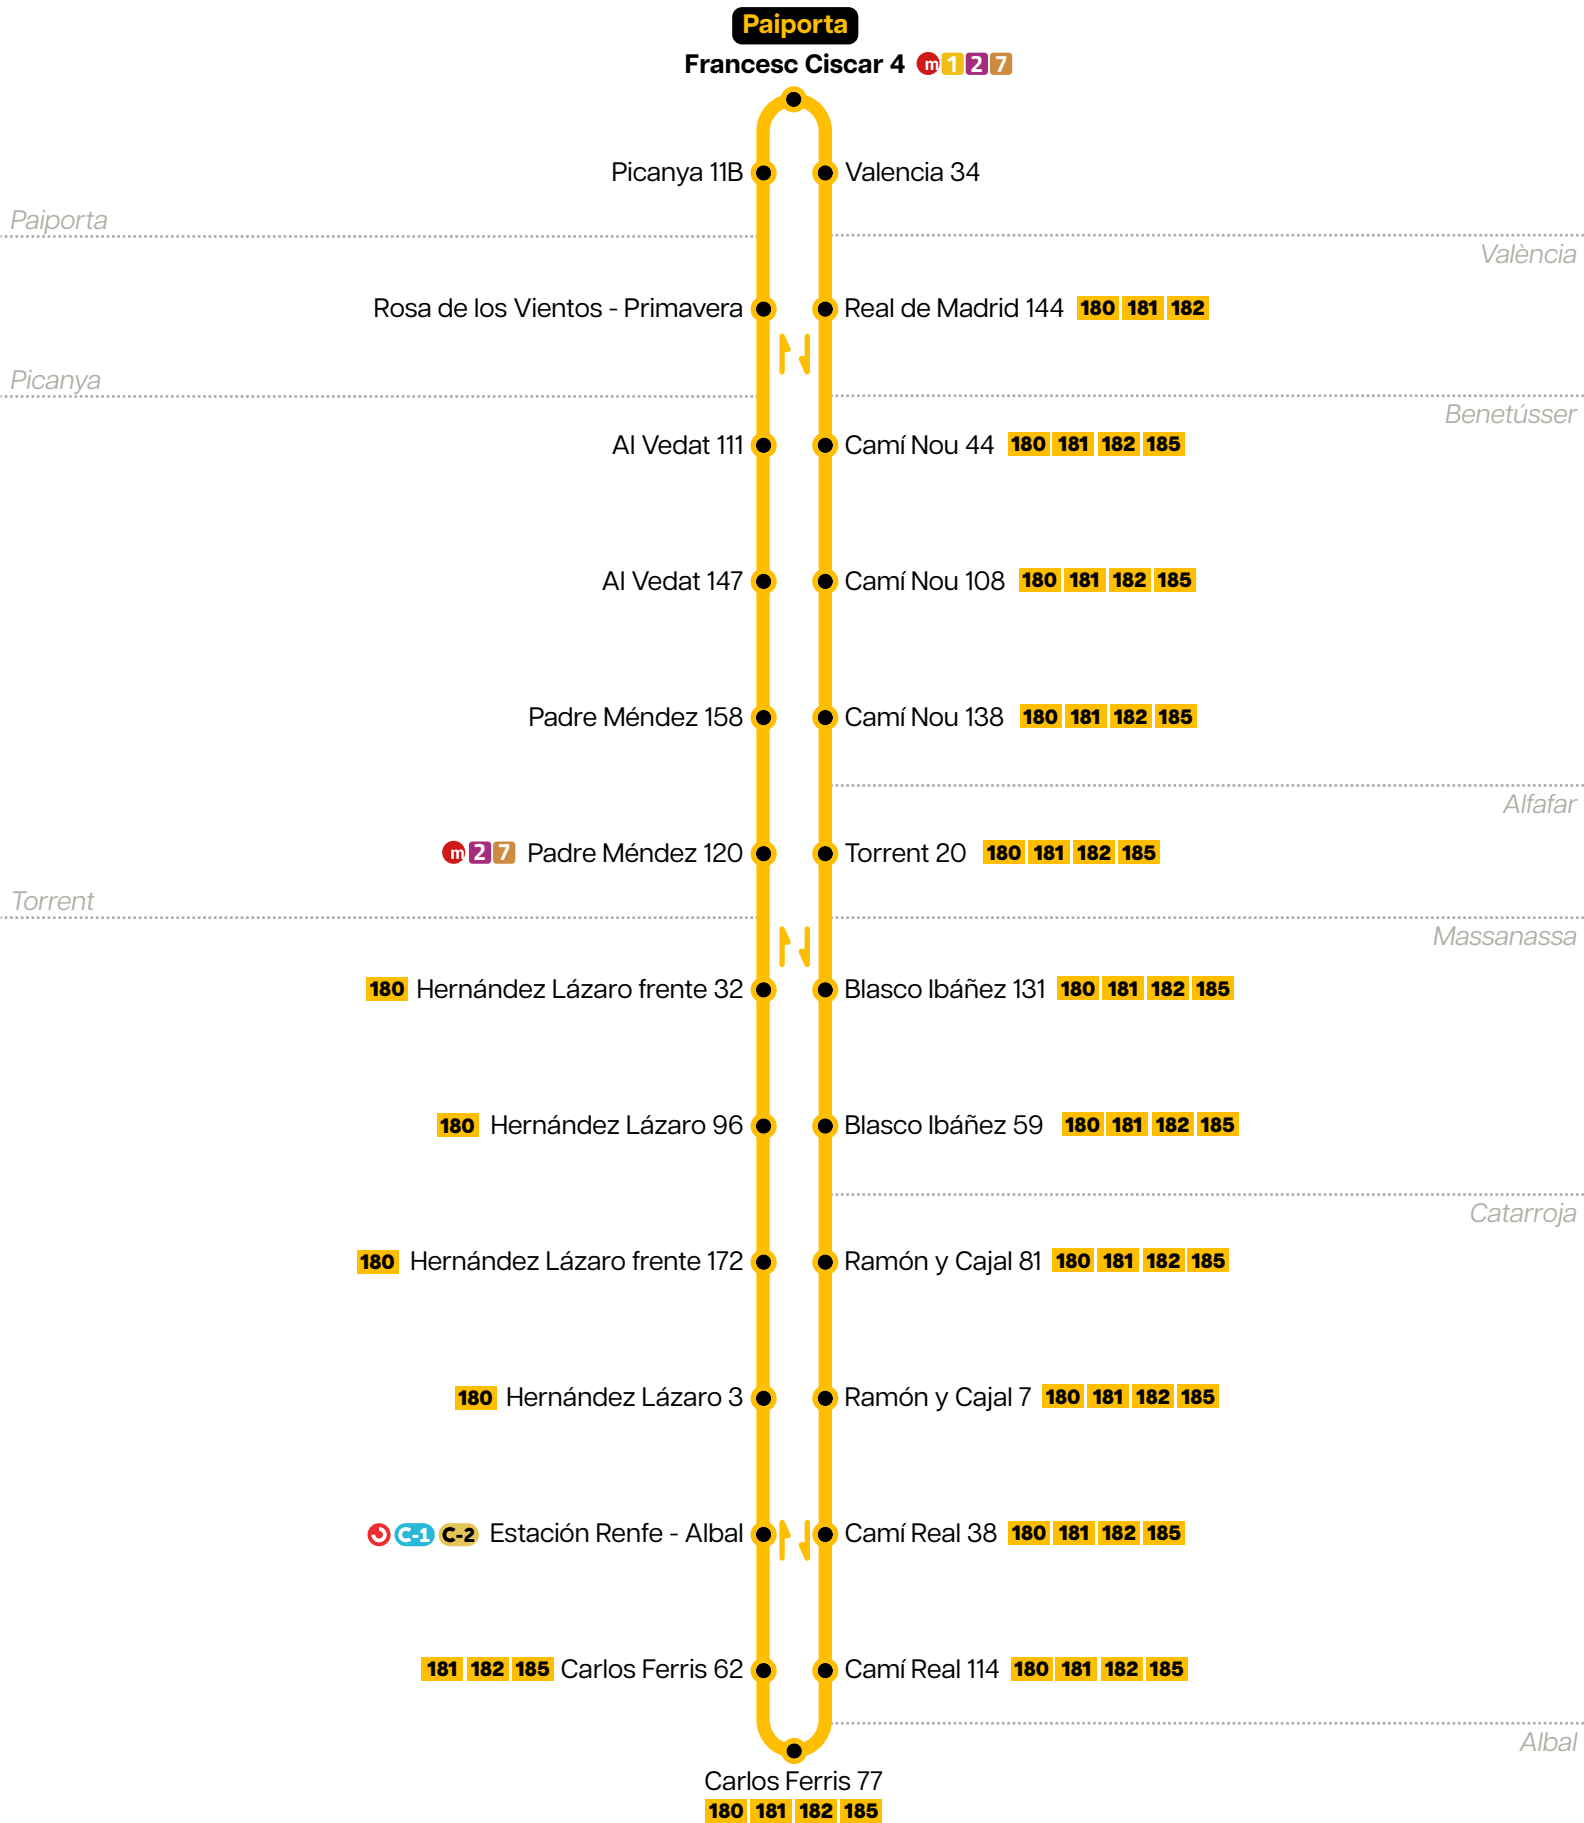 Paiporta
Francesc Ciscar 4 m 1 2 7
Picanya 11B
Valencia 34
Paiporta
València
Rosa de los Vientos - Primavera
Real de Madrid 144 180 181 182
Picanya
Benetússer
Al Vedat 111
Camí Nou 44 180 181 182 185
Al Vedat 147
Camí Nou 108 180 181 182 185
Padre Méndez 158
Camí Nou 138 180 181 182 185
Alfafar
m 2 7 Padre Méndez 120
Torrent 20 180 181 182 185
Torrent
Massanassa
180 Hernández Lázaro frente 32
Blasco Ibáñez 131 180 181 182 185
180 Hernández Lázaro 96
Blasco Ibáñez 59 180 181 182 185
Catarroja
180 Hernández Lázaro frente 172
Ramón y Cajal 81 180 181 182 185
180 Hernández Lázaro 3
Ramón y Cajal 7 180 181 182 185
C-1 C-2 Estación Renfe - Albal
Camí Real 38 180 181 182 185
181 182 185 Carlos Ferris 62
Camí Real 114 180 181 182 185
Albal
Carlos Ferris 77
180 181 182 185